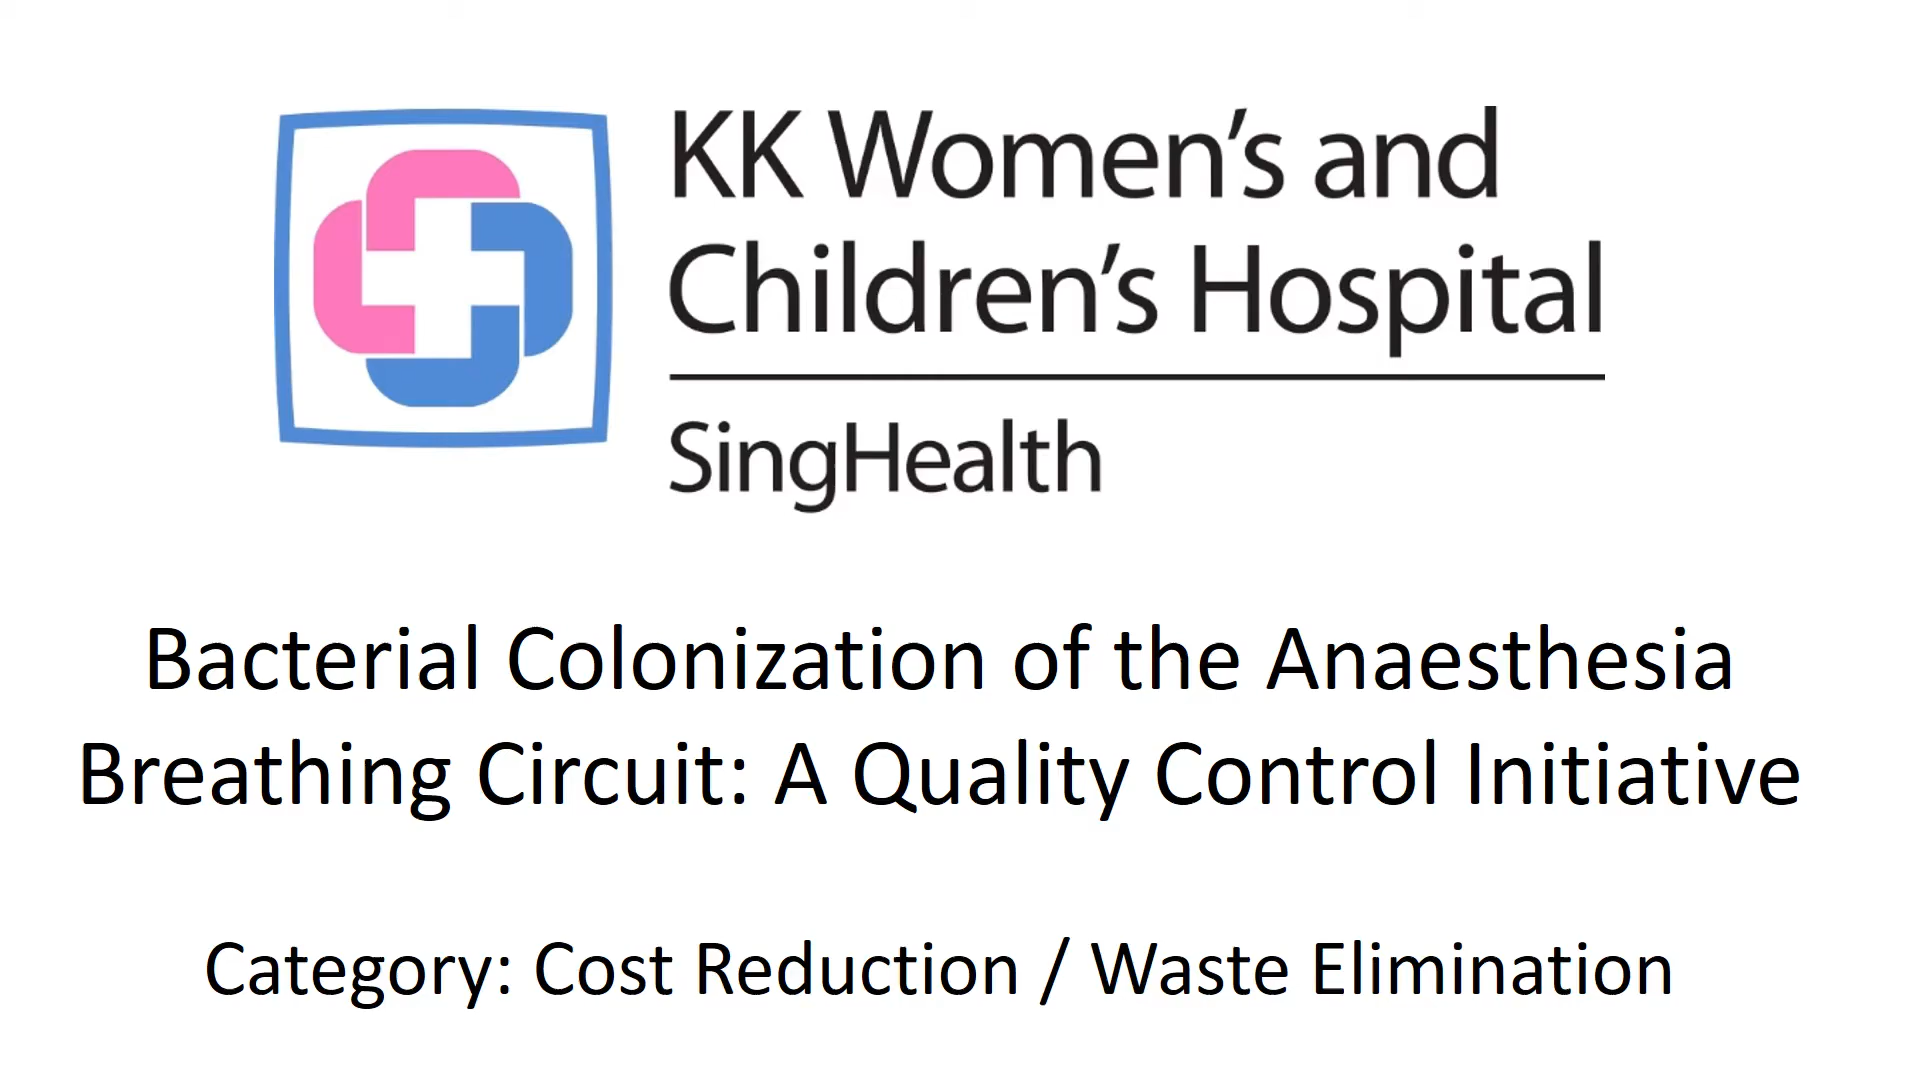 KK Women’s and
Children’s Hospital
SingHealth
Bacterial Colonization of the Anaesthesia
Breathing Circuit: A Quality Control Initiative
Category: Cost Reduction / Waste Elimination